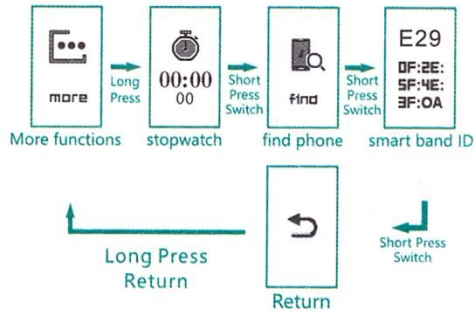 more
More functions
Long
Press
00:00
00
stopwatch
Short
Press
Switch
find
find phone
Short
Press
Switch
E29
0F:2E:
5F:4E:
3F:0A
smart band ID
Short Press
Switch
Return
Long Press
Return